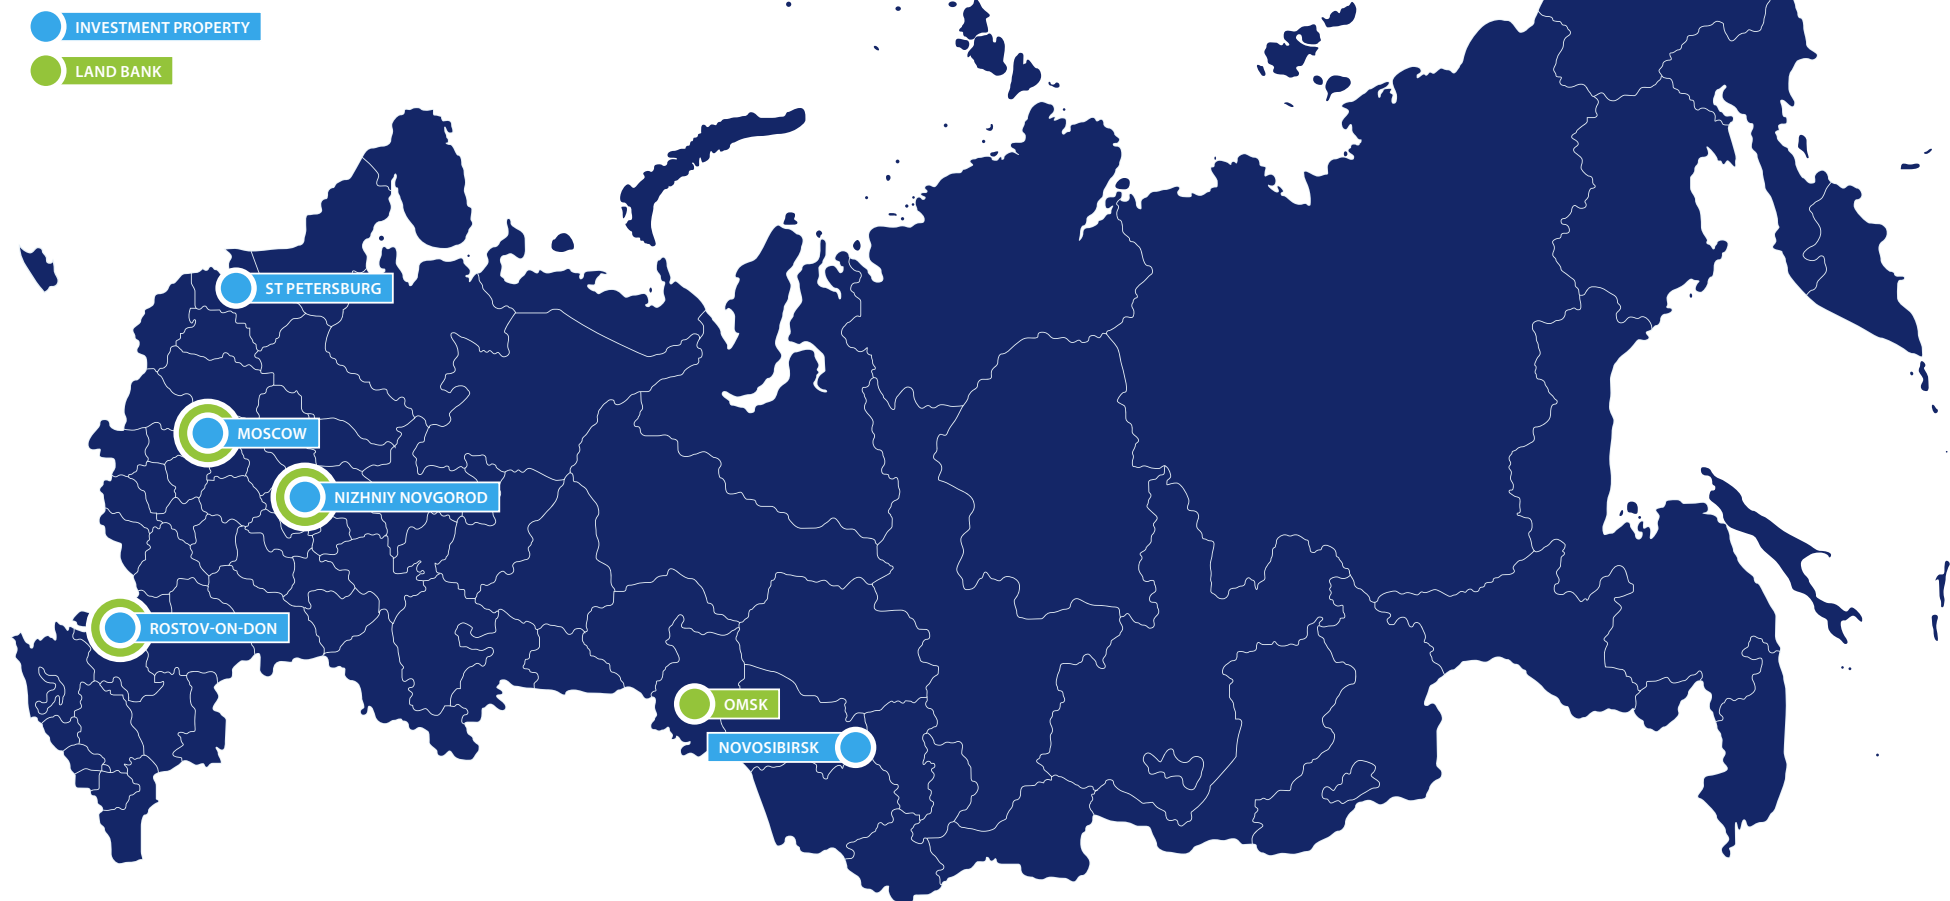 INVESTMENT PROPERTY
LAND BANK
ST PETERSBURG
MOSCOW
NIZHNIY NOVGOROD
ROSTOV-ON-DON
OMSK
NOVOSIBIRSK